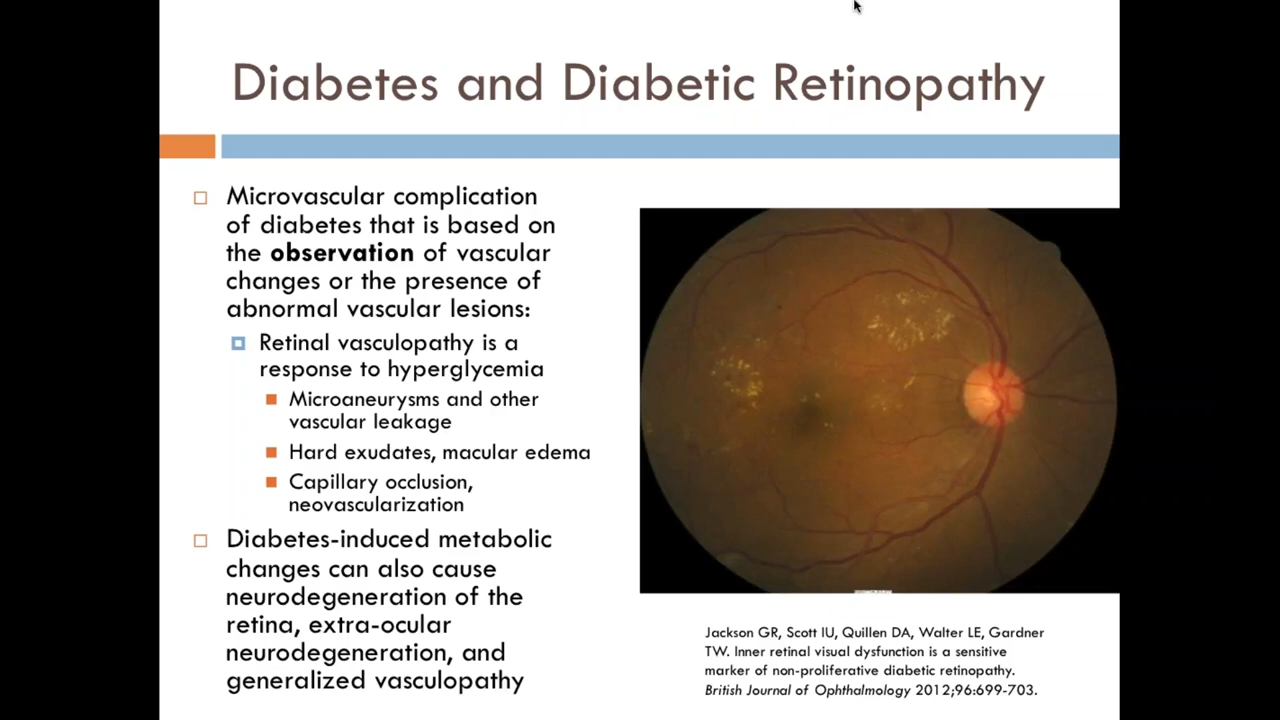 Diabetes and Diabetic Retinopathy
Microvascular complication
of diabetes that is based on
the observation of vascular
changes or the presence of
abnormal vascular lesions:
Retinal vasculopathy is a
response to hyperglycemia
Microaneurysms and other
vascular leakage
Hard exudates, macular edema
Capillary occlusion,
neovascularization
Diabetes-induced metabolic
changes can also cause
neurodegeneration of the
retina, extra-ocular
neurodegeneration, and
generalized vasculopathy
Jackson GR, Scott IU, Quillen DA, Walter LE, Gardner
TW. Inner retinal visual dysfunction is a sensitive
marker of non-proliferative diabetic retinopathy.
British Journal of Ophthalmology 2012;96:699-703.